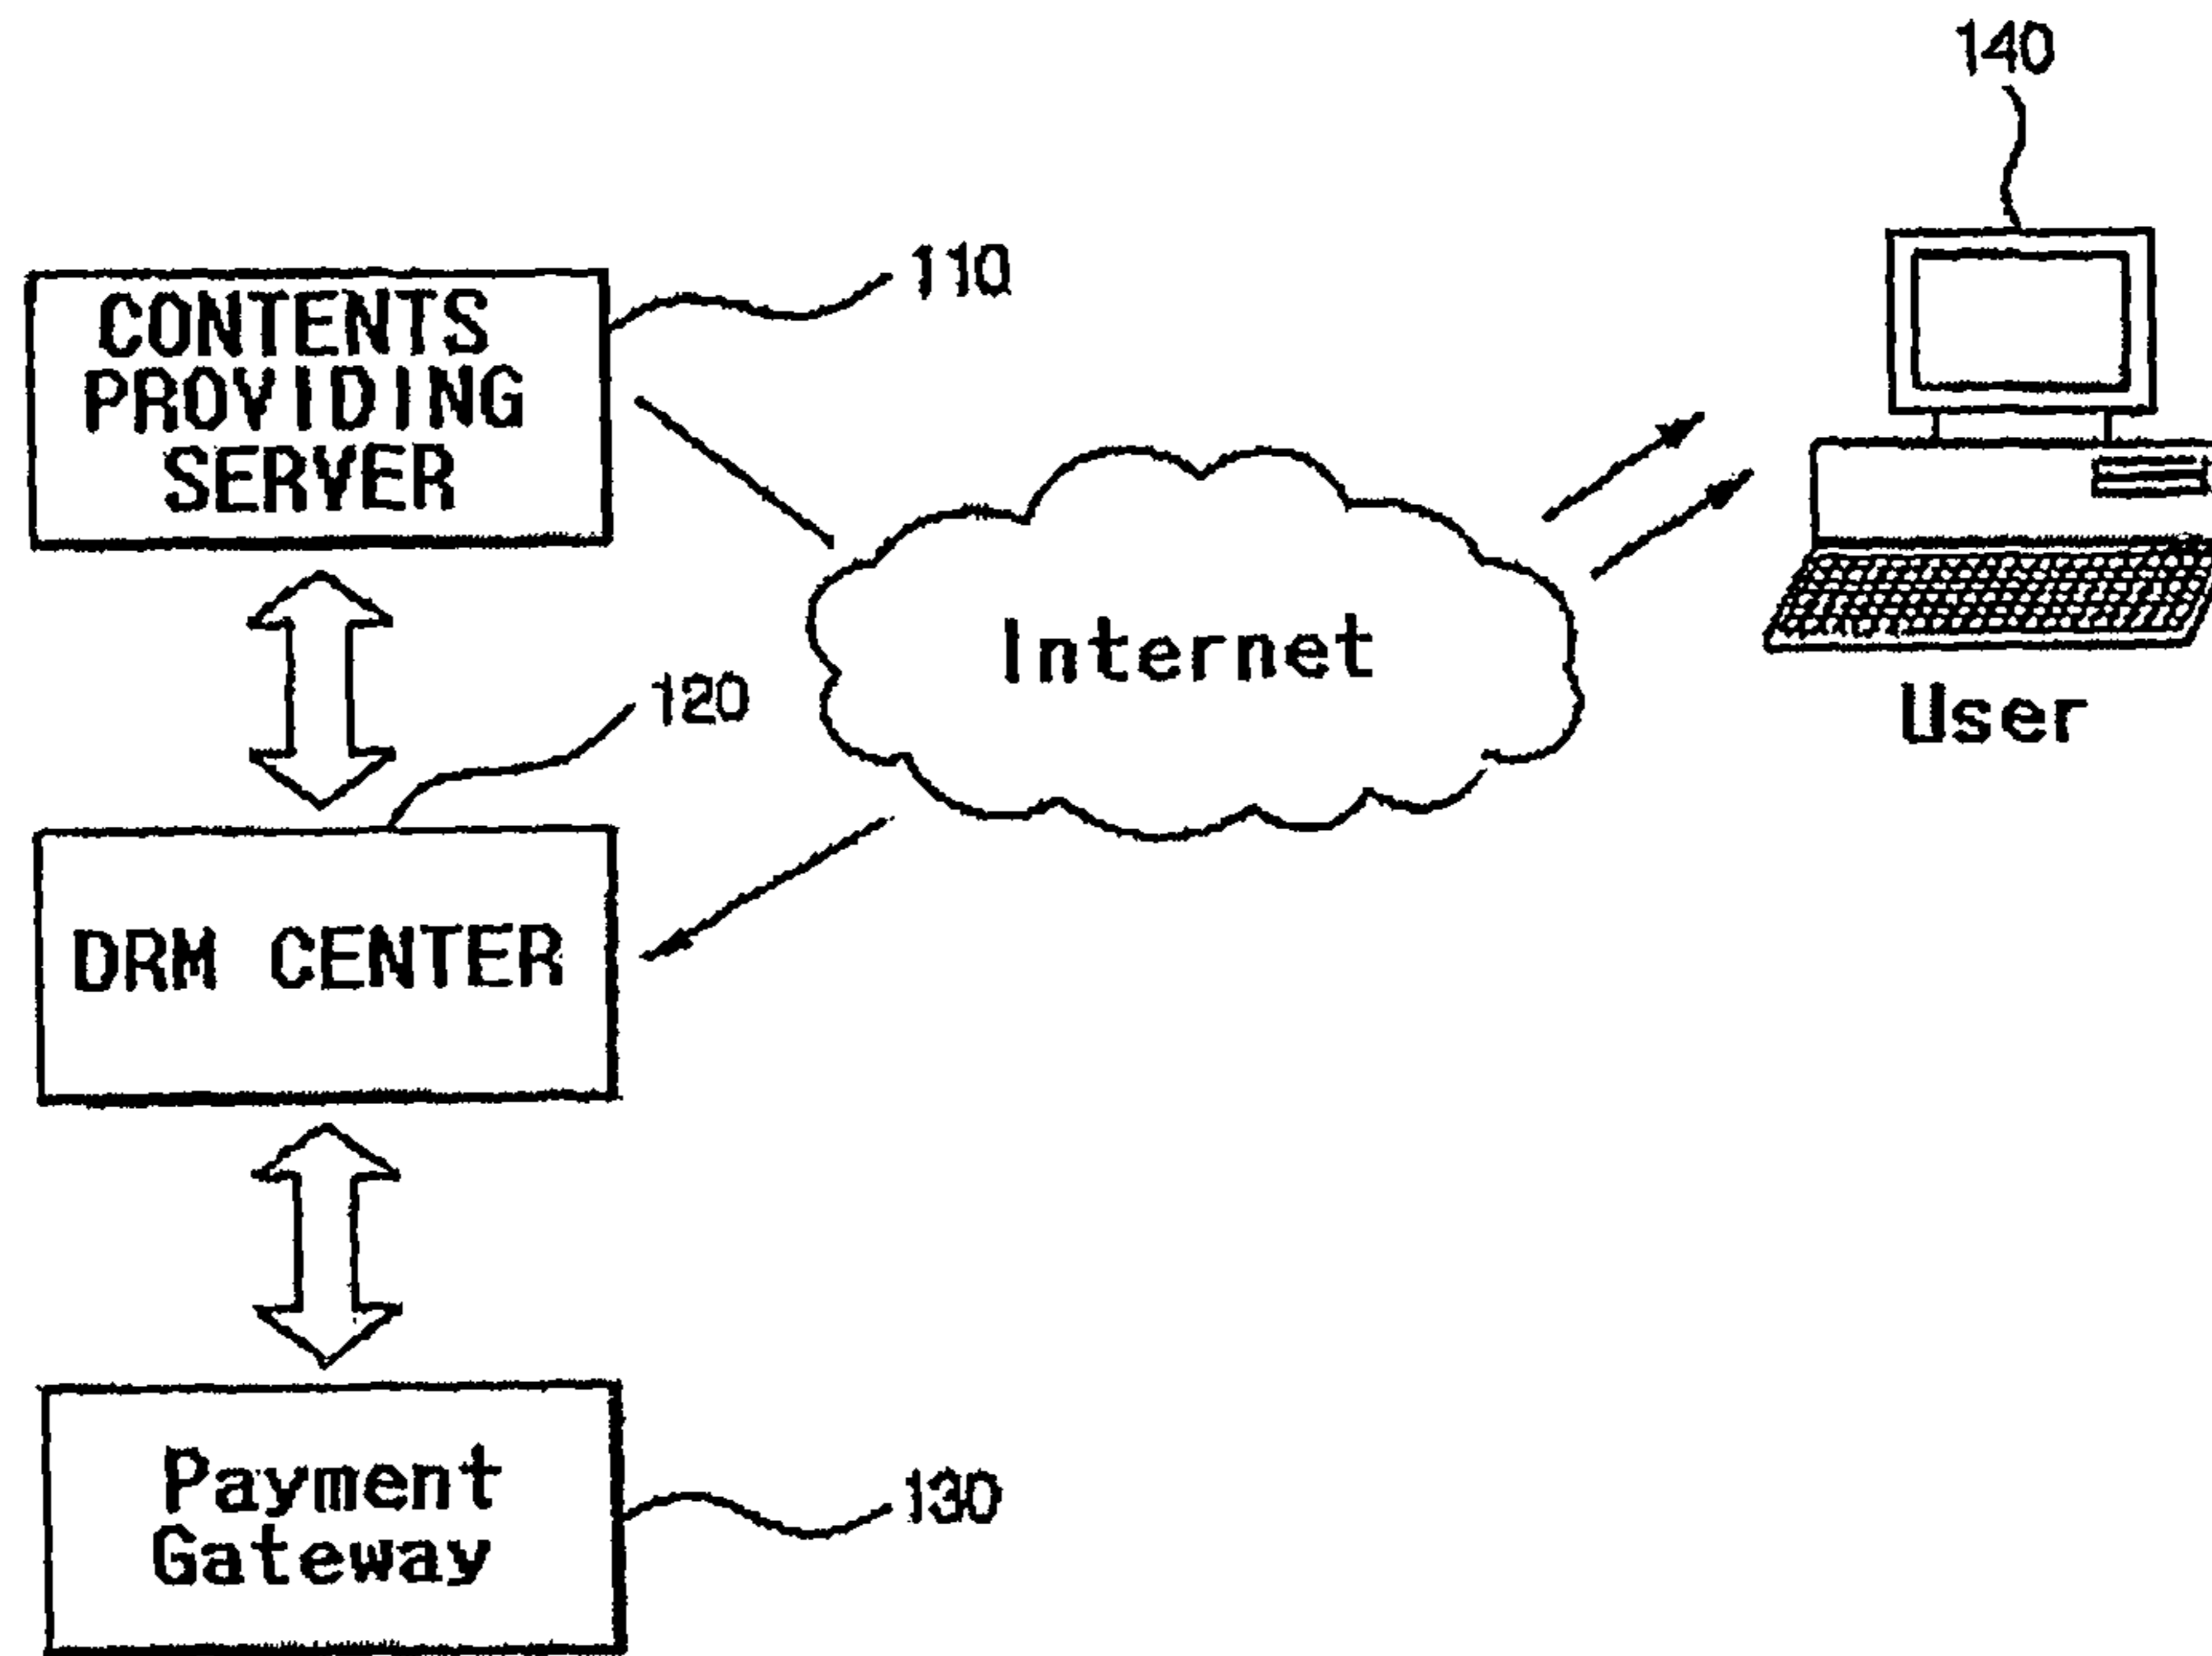 140
110
CONTENTS
PROVIDING
SERVER
Internet
120
User
DRM CENTER
Payment
Gateway
130